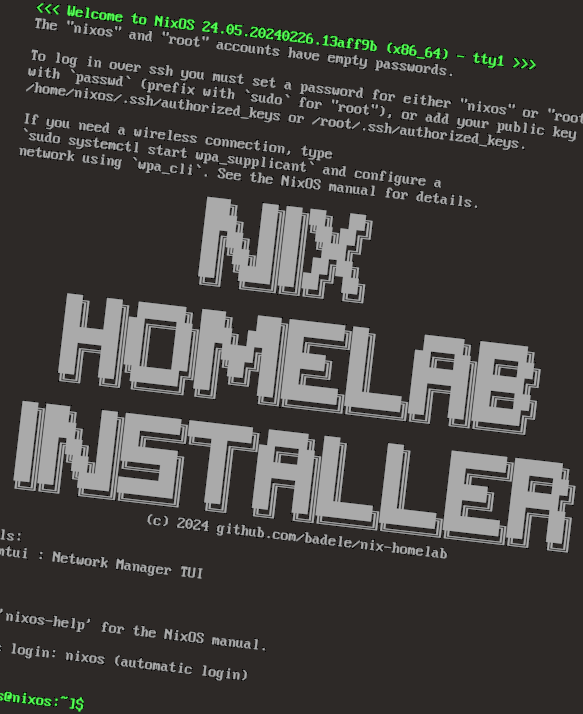 <<< Welcome to NixOS 24.05.20240226.13aff9b (x86_64) - tty1 >>>
The "nixos" and "root" accounts have empty passwords.
To log in over ssh you must set a password for either "nixos" or "root
with `passwd` (prefix with `sudo` for "root"), or add your public key
/home/nixos/.ssh/authorized_keys or /root/.ssh/authorized_keys.
If you need a wireless connection, type
`sudo systemctl start wpa_supplicant` and configure a
network using `wpa_cli`. See the NixOS manual for details.
NIX
HOMELAB
INSTALLER
(c) 2024 github.com/badele/nix-homelab
ls:
mtui : Network Manager TUI
'nixos-help' for the NixOS manual.
login: nixos (automatic login)
s@nixos:~]$